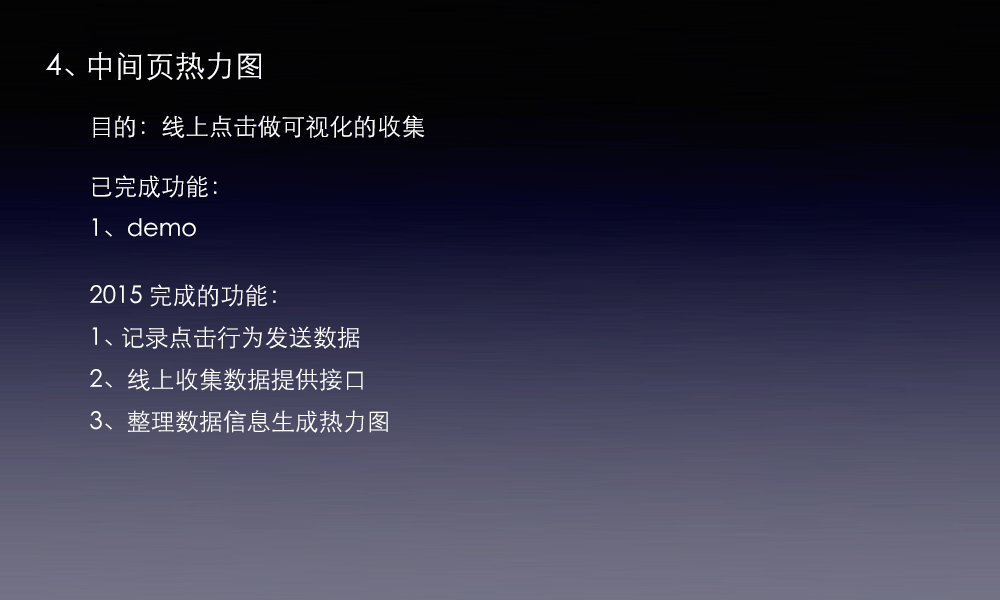 4、中间页热力图
目的：线上点击做可视化的收集
已完成功能：
1、demo
2015 完成的功能：
1、记录点击行为发送数据
2、线上收集数据提供接口
3、整理数据信息生成热力图